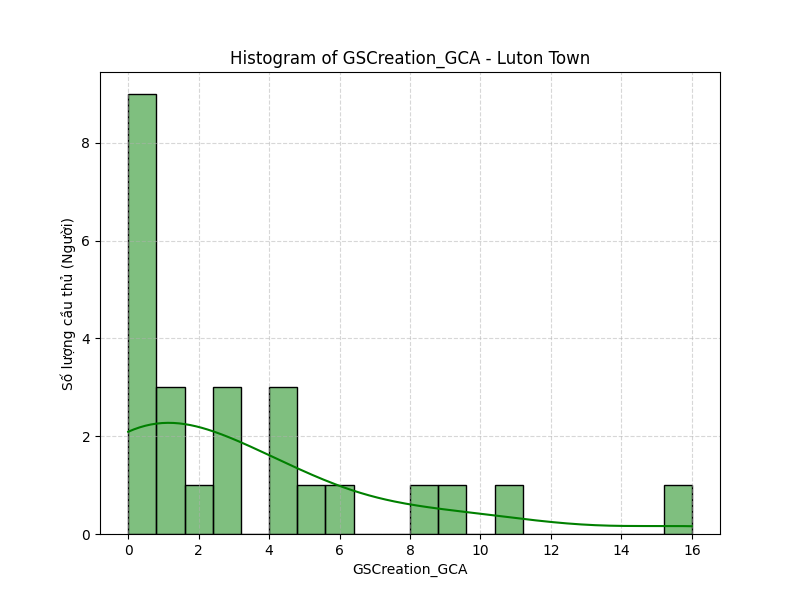 Histogram of GSCreation_GCA - Luton Town
Số lượng cầu thủ (Người)
8
6
4
2
0
0 2 4 6 8 10 12 14 16
GSCreation_GCA